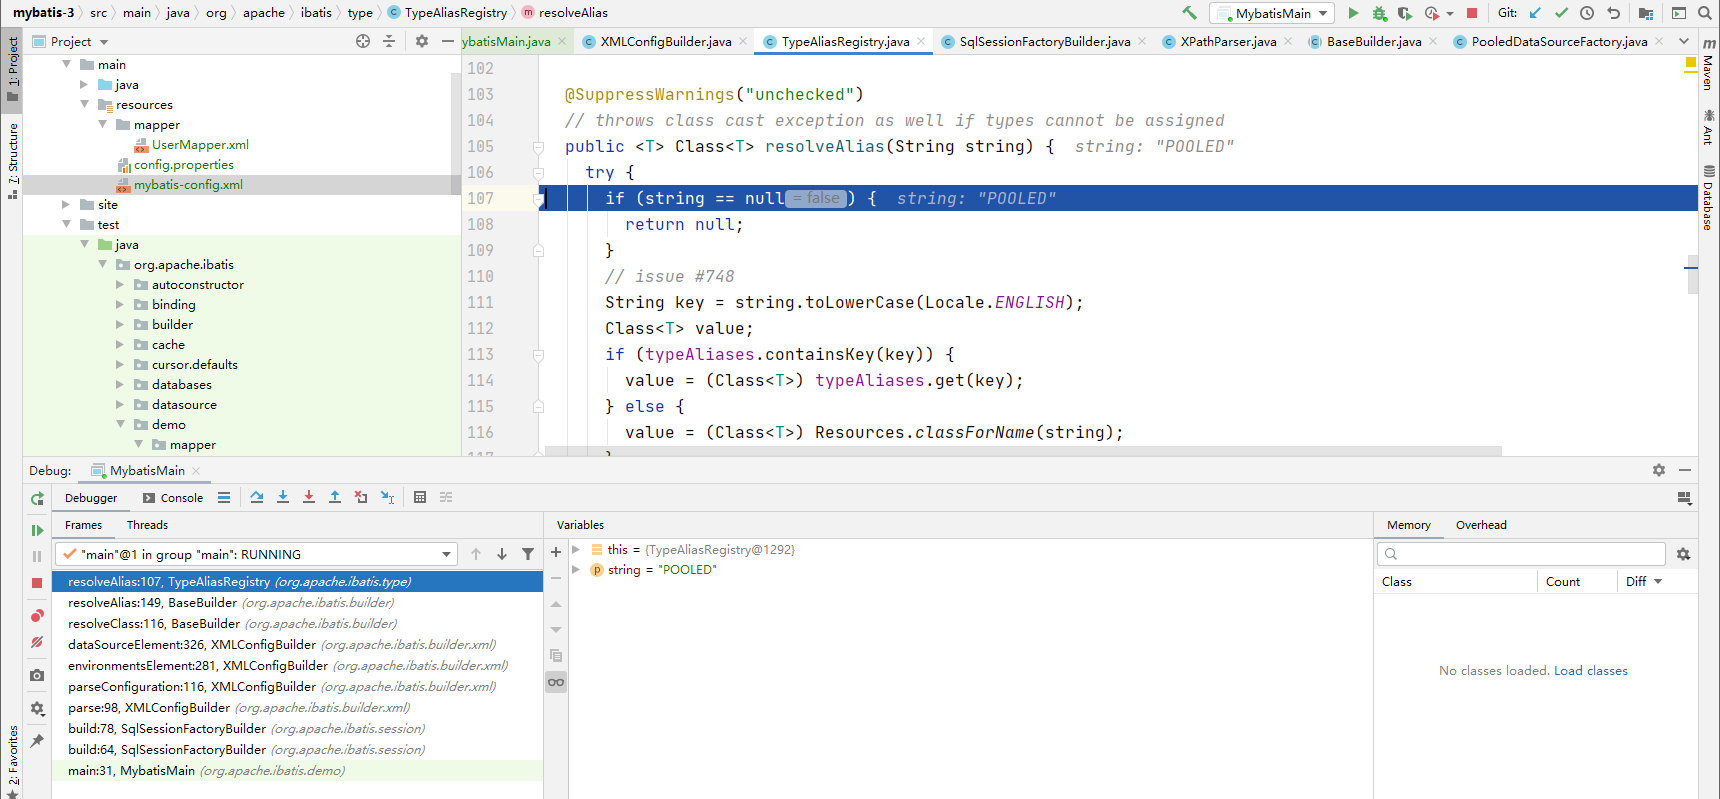 mybatis-3 src main java org apache ibatis type TypeAliasRegistry resolveAlias MybatisMain Git:
1: Project
7: Structure
2: Favorites
Project
main
java
resources
mapper
UserMapper.xml
config.properties
mybatis-config.xml
site
test
java
org.apache.ibatis
autoconstructor
binding
builder
cache
cursor.defaults
databases
datasource
demo
mapper
ybatisMain.java XMLConfigBuilder.java TypeAliasRegistry.java SqlSessionFactoryBuilder.java XPathParser.java BaseBuilder.java PooledDataSourceFactory.java
102
103 @SuppressWarnings("unchecked")
104 // throws class cast exception as well if types cannot be assigned
105 public <T> Class<T> resolveAlias(String string) { string: "POOLED"
106 try {
107 if (string == null = false ) { string: "POOLED"
108 return null;
109 }
110 // issue #748
111 String key = string.toLowerCase(Locale.ENGLISH);
112 Class<T> value;
113 if (typeAliases.containsKey(key)) {
114 value = (Class<T>) typeAliases.get(key);
115 } else {
116 value = (Class<T>) Resources.classForName(string);
117 }
Maven
Ant
Database
Debug: MybatisMain
Debugger Console
Frames Threads
"main"@1 in group "main": RUNNING
resolveAlias:107, TypeAliasRegistry (org.apache.ibatis.type)
resolveAlias:149, BaseBuilder (org.apache.ibatis.builder)
resolveClass:116, BaseBuilder (org.apache.ibatis.builder)
dataSourceElement:326, XMLConfigBuilder (org.apache.ibatis.builder.xml)
environmentsElement:281, XMLConfigBuilder (org.apache.ibatis.builder.xml)
parseConfiguration:116, XMLConfigBuilder (org.apache.ibatis.builder.xml)
parse:98, XMLConfigBuilder (org.apache.ibatis.builder.xml)
build:78, SqlSessionFactoryBuilder (org.apache.ibatis.session)
build:64, SqlSessionFactoryBuilder (org.apache.ibatis.session)
main:31, MybatisMain (org.apache.ibatis.demo)
Variables
this = {TypeAliasRegistry@1292}
string = "POOLED"
Memory Overhead
Class Count Diff
No classes loaded. Load classes